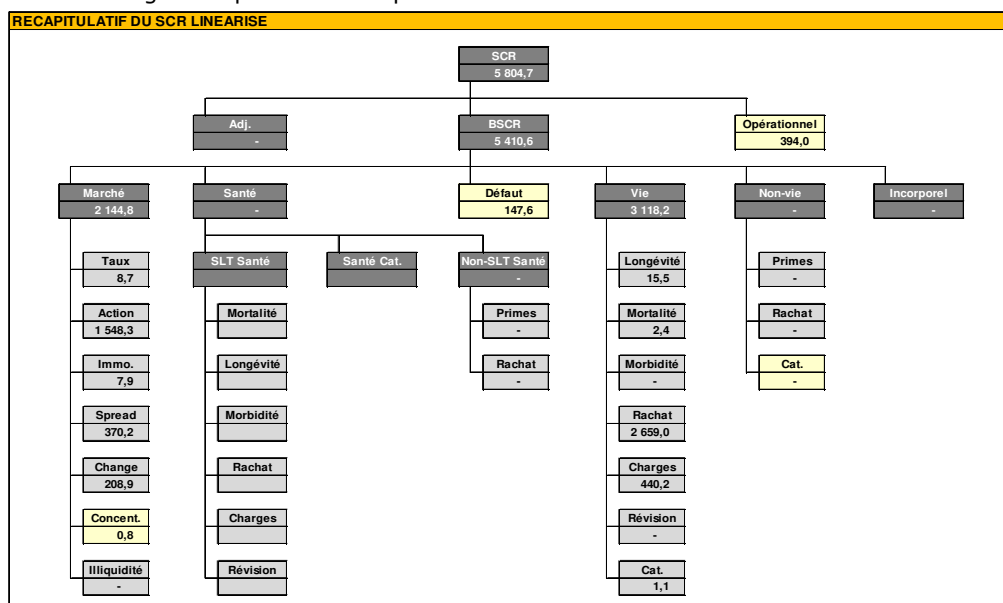 RECAPITULATIF DU SCR LINEARISE
SCR
5 804,7
Adj.
-
BSCR
5 410,6
Opérationnel
394,0
Marché
2 144,8
Santé
-
Défaut
147,6
Vie
3 118,2
Non-vie
-
Incorporel
-
Taux
8,7
SLT Santé
Santé Cat.
Non-SLT Santé
-
Longévité
15,5
Primes
-
Action
1 548,3
Mortalité
Primes
-
Mortalité
2,4
Rachat
-
Immo.
7,9
Longévité
Rachat
-
Morbidité
-
Cat.
-
Spread
370,2
Morbidité
Rachat
2 659,0
Change
208,9
Rachat
Charges
440,2
Concent.
0,8
Charges
Révision
-
Illiquidité
-
Révision
Cat.
1,1